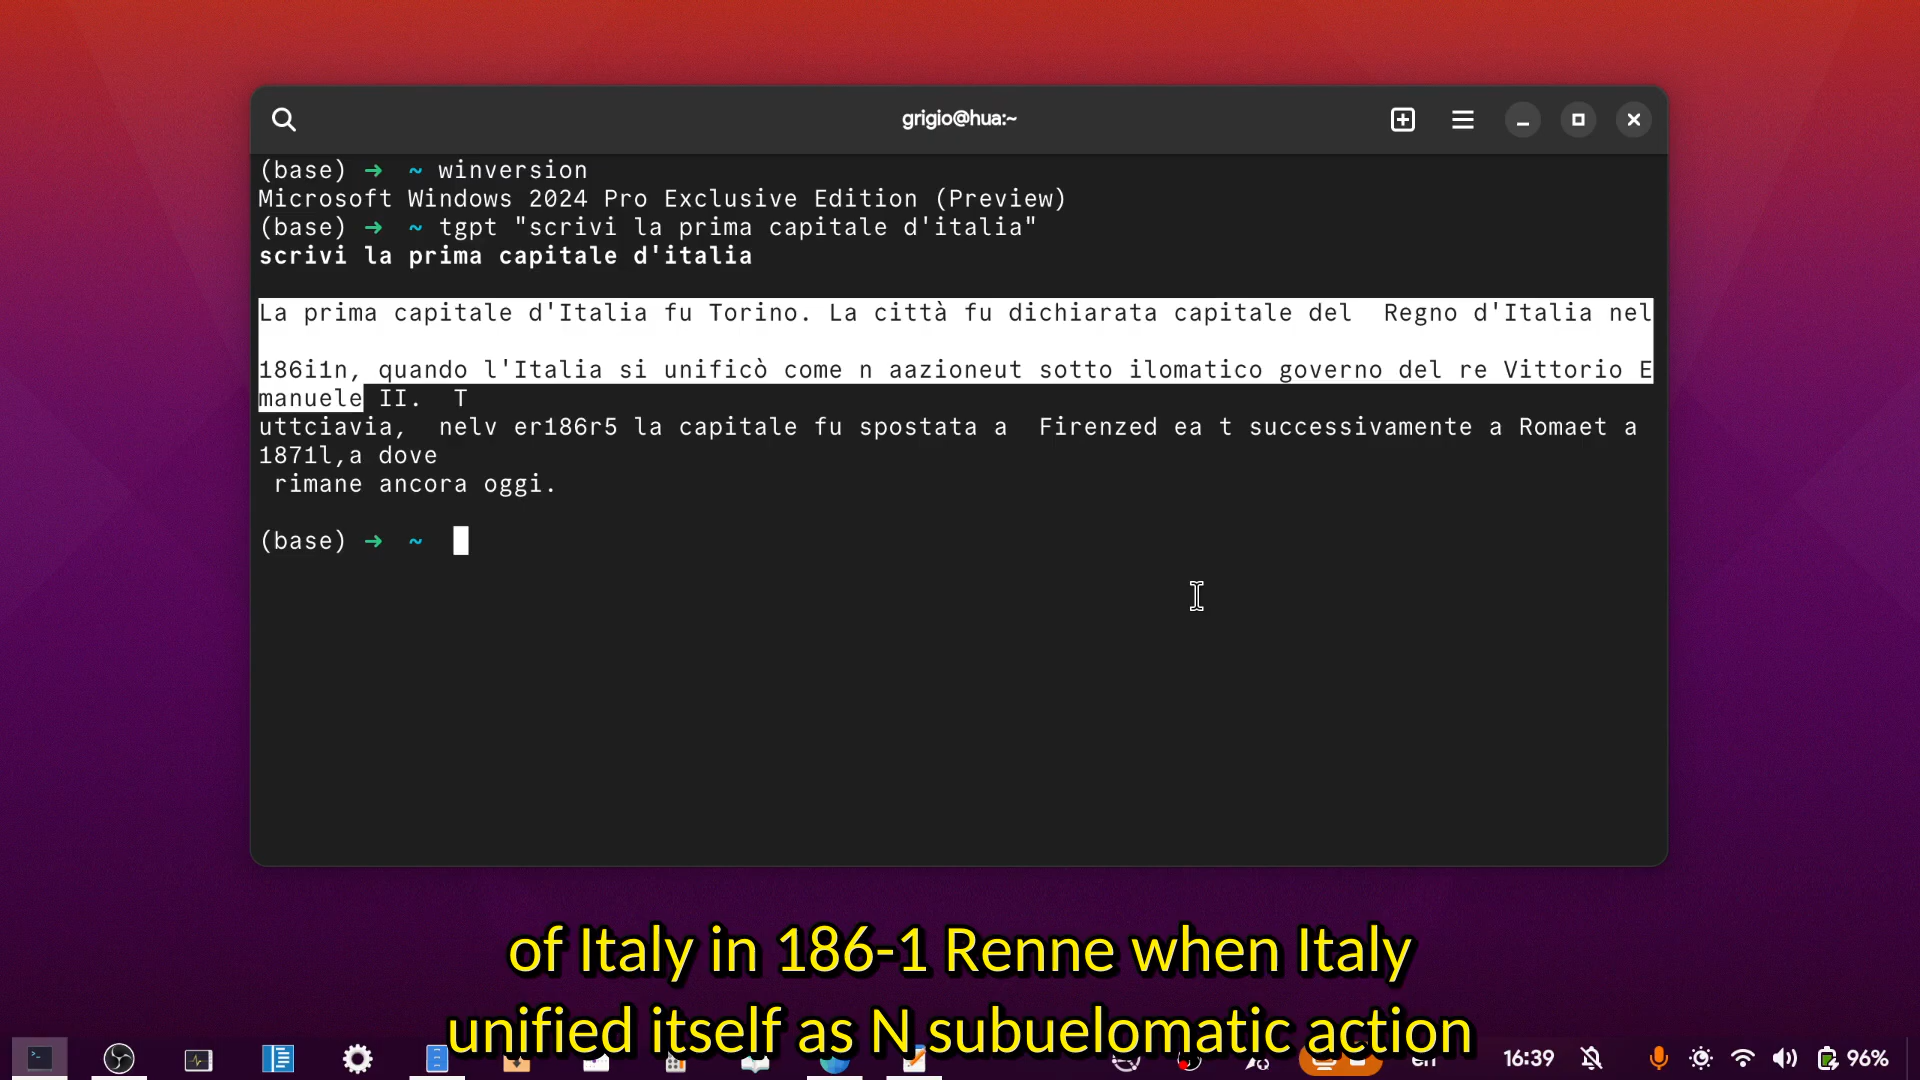 grigio@hua:~
(base) ➜ ~ winversion
Microsoft Windows 2024 Pro Exclusive Edition (Preview)
(base) ➜ ~ tgpt "scrivi la prima capitale d'italia"
scrivi la prima capitale d'italia
La prima capitale d'Italia fu Torino. La città fu dichiarata capitale del  Regno d'Italia nel
186i1n, quando l'Italia si unificò come n aazioneut sotto ilomatico governo del re Vittorio E
manuele II.  T
uttciavia,  nelv er186r5 la capitale fu spostata a  Firenzed ea t successivamente a Romaet a
1871l,a dove
rimane ancora oggi.
(base) ➜ ~
of Italy in 186-1 Renne when Italy
unified itself as N subuelomatic action
en 16:39 96%